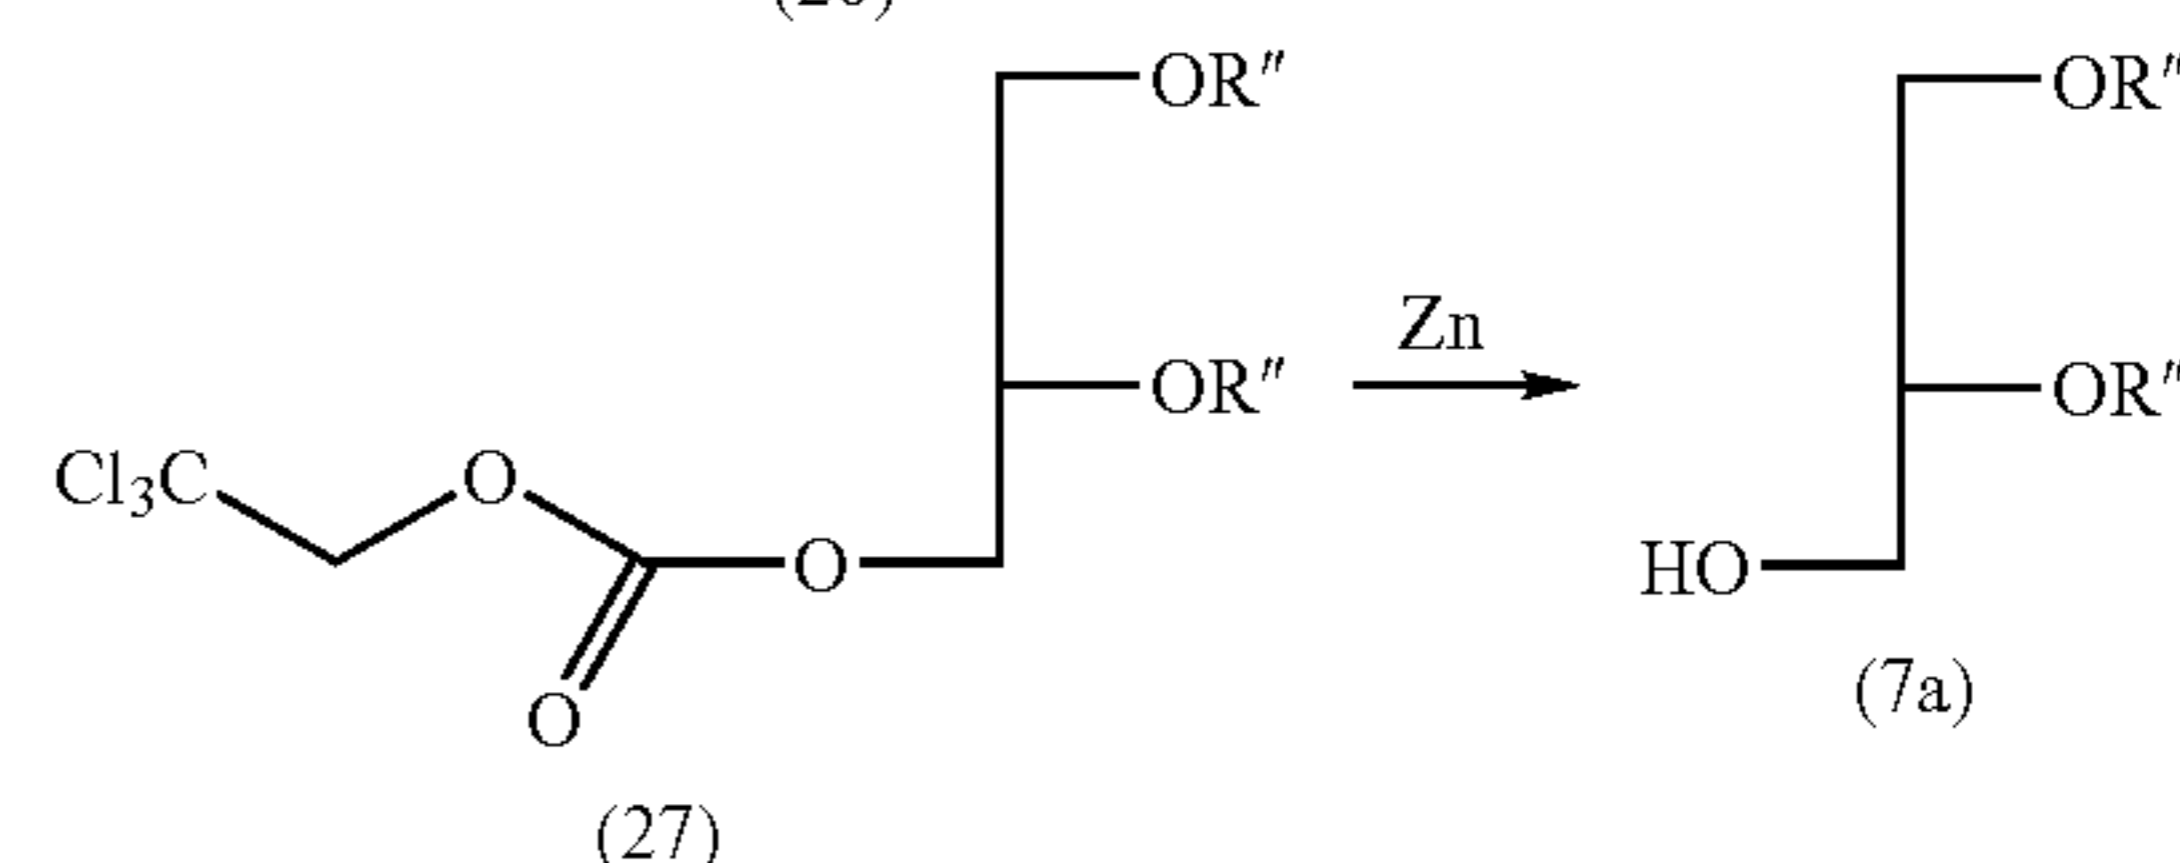 OR″ OR″
Zn
OR″ OR″
Cl3C O
O HO
(7a)
O
(27)